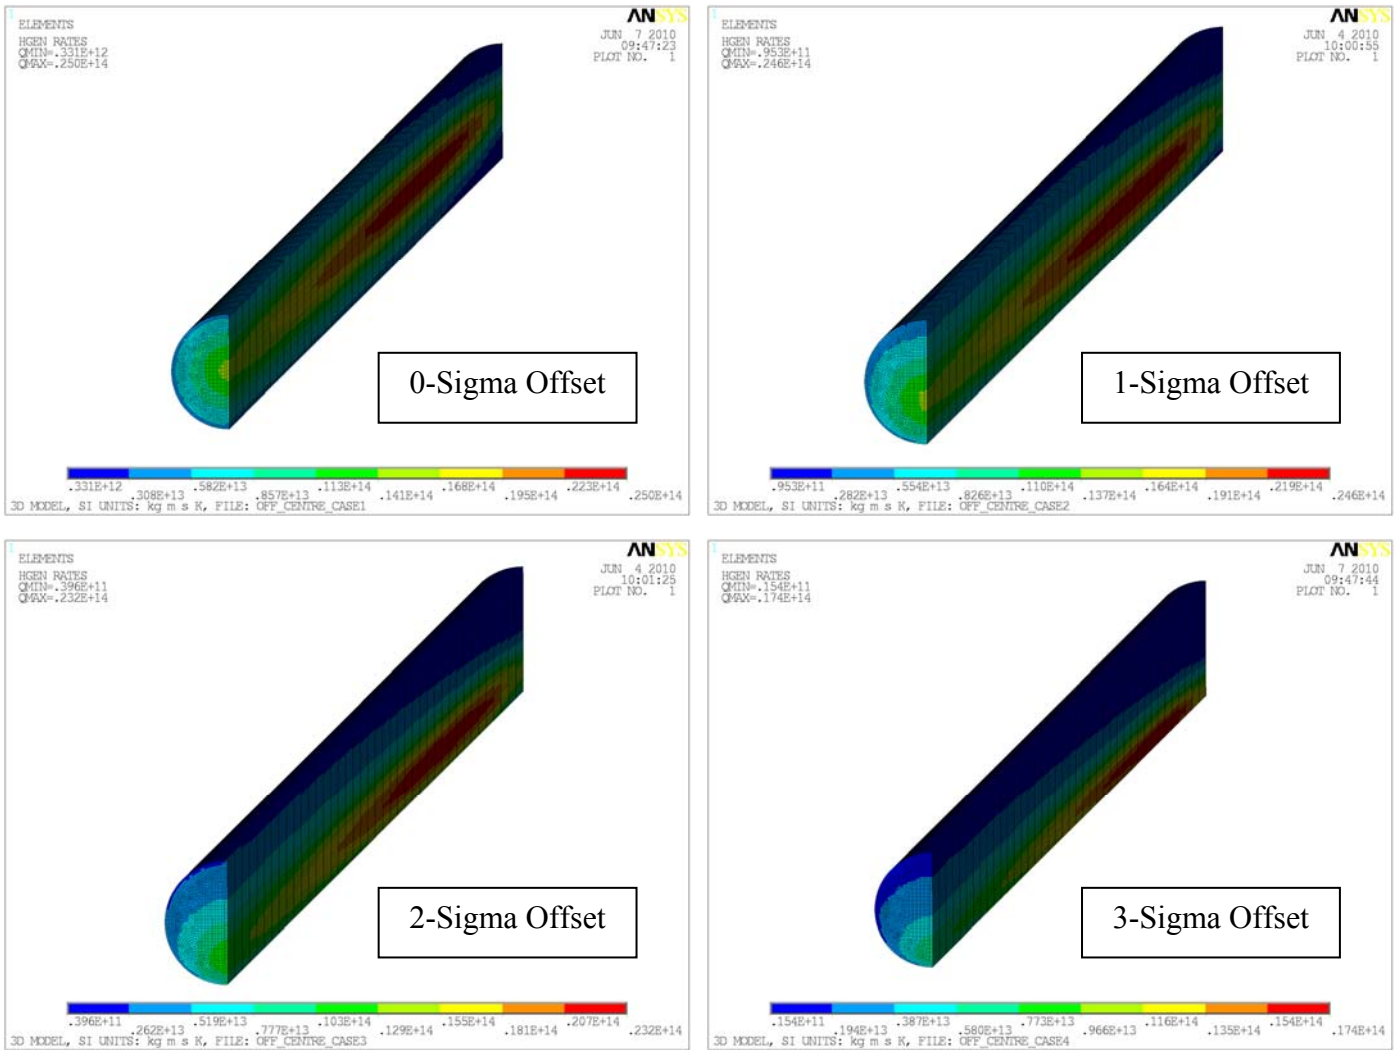 1
ELEMENTS
HGEN RATES
QMIN=.331E+12
QMAX=.250E+14
ANSYS
JUN 7 2010
09:47:23
PLOT NO. 1
0-Sigma Offset
.331E+12 .582E+13 .113E+14 .168E+14 .223E+14
.308E+13 .857E+13 .141E+14 .195E+14 .250E+14
3D MODEL, SI UNITS: kg m s K, FILE: OFF_CENTRE_CASE1
1
ELEMENTS
HGEN RATES
QMIN=.953E+11
QMAX=.246E+14
ANSYS
JUN 4 2010
10:00:55
PLOT NO. 1
1-Sigma Offset
.953E+11 .554E+13 .110E+14 .164E+14 .219E+14
.282E+13 .826E+13 .137E+14 .191E+14 .246E+14
3D MODEL, SI UNITS: kg m s K, FILE: OFF_CENTRE_CASE2
1
ELEMENTS
HGEN RATES
QMIN=.396E+11
QMAX=.232E+14
ANSYS
JUN 4 2010
10:01:25
PLOT NO. 1
2-Sigma Offset
.396E+11 .519E+13 .103E+14 .155E+14 .207E+14
.262E+13 .777E+13 .129E+14 .181E+14 .232E+14
3D MODEL, SI UNITS: kg m s K, FILE: OFF_CENTRE_CASE3
1
ELEMENTS
HGEN RATES
QMIN=.154E+11
QMAX=.174E+14
ANSYS
JUN 7 2010
09:47:44
PLOT NO. 1
3-Sigma Offset
.154E+11 .387E+13 .773E+13 .116E+14 .154E+14
.194E+13 .580E+13 .966E+13 .135E+14 .174E+14
3D MODEL, SI UNITS: kg m s K, FILE: OFF_CENTRE_CASE4